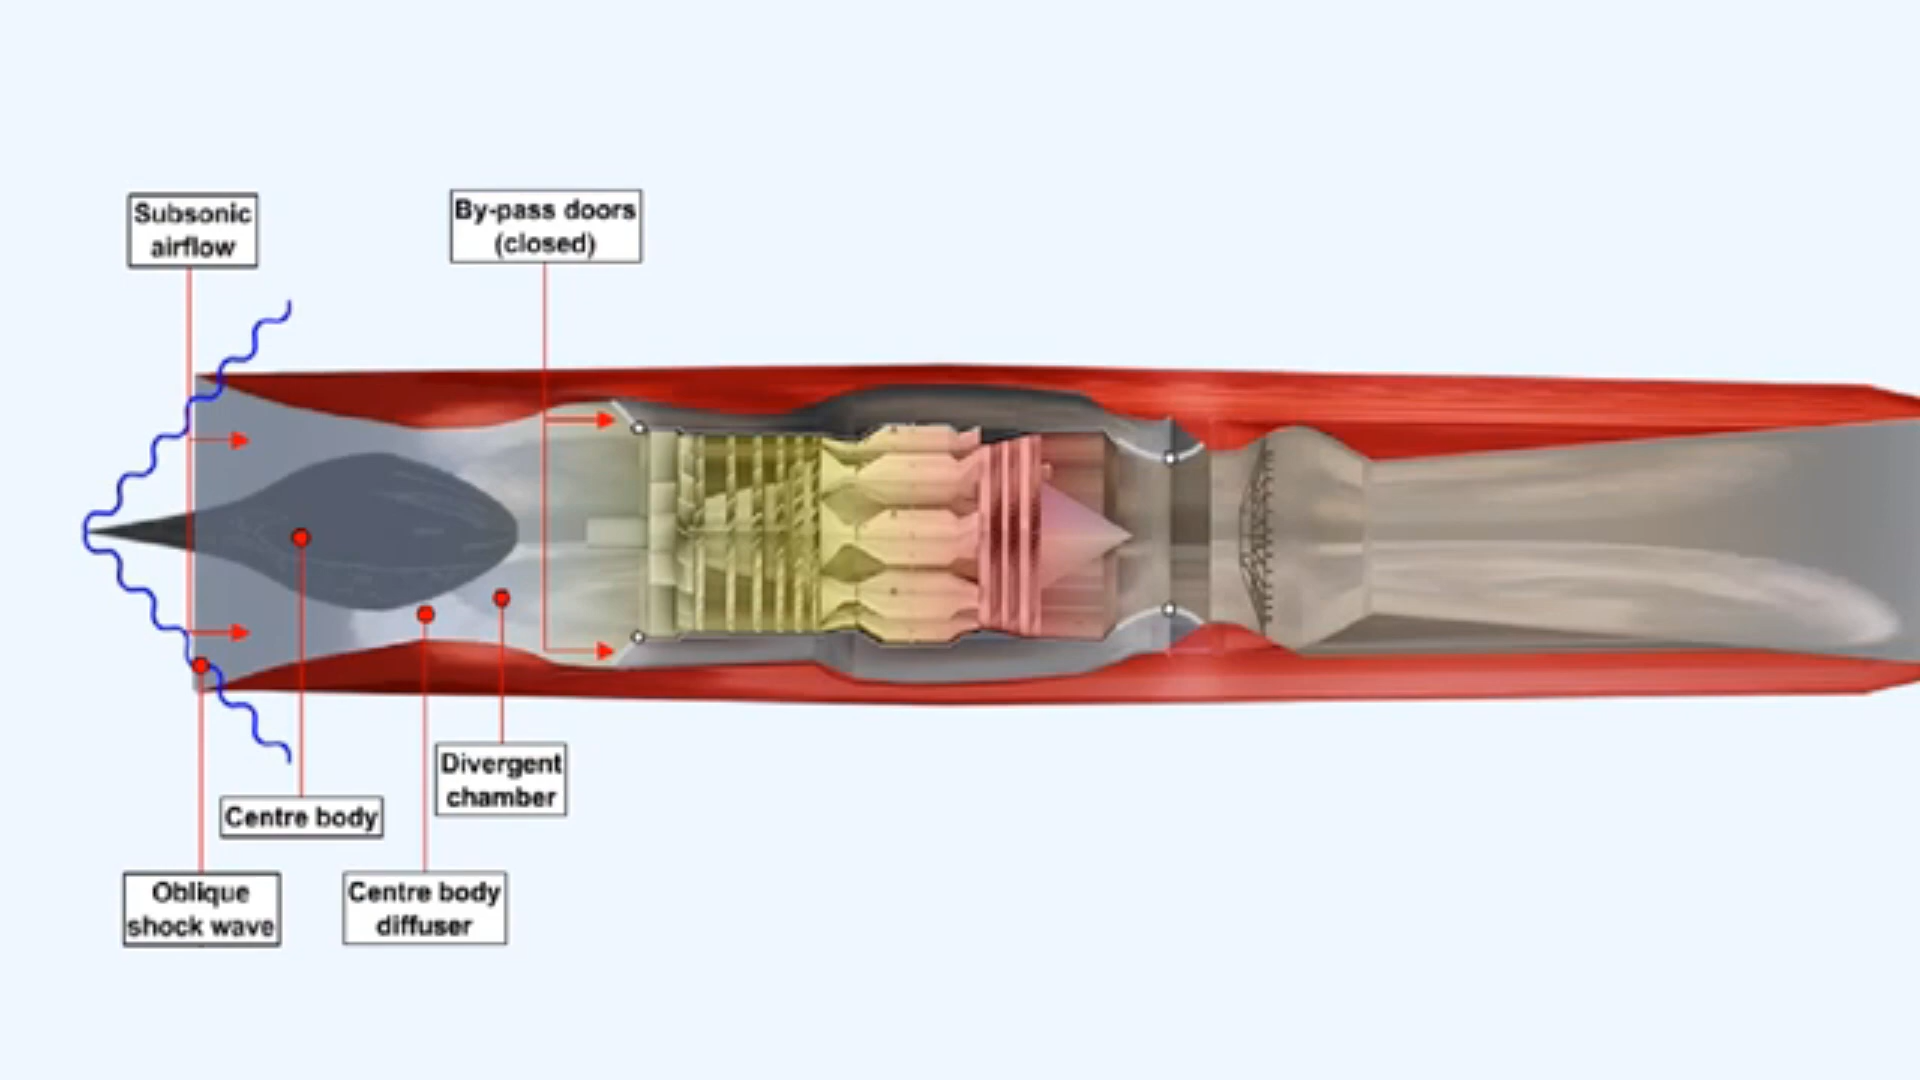 Subsonic
airflow
By-pass doors
(closed)
Divergent
chamber
Centre body
Oblique
shock wave
Centre body
diffuser